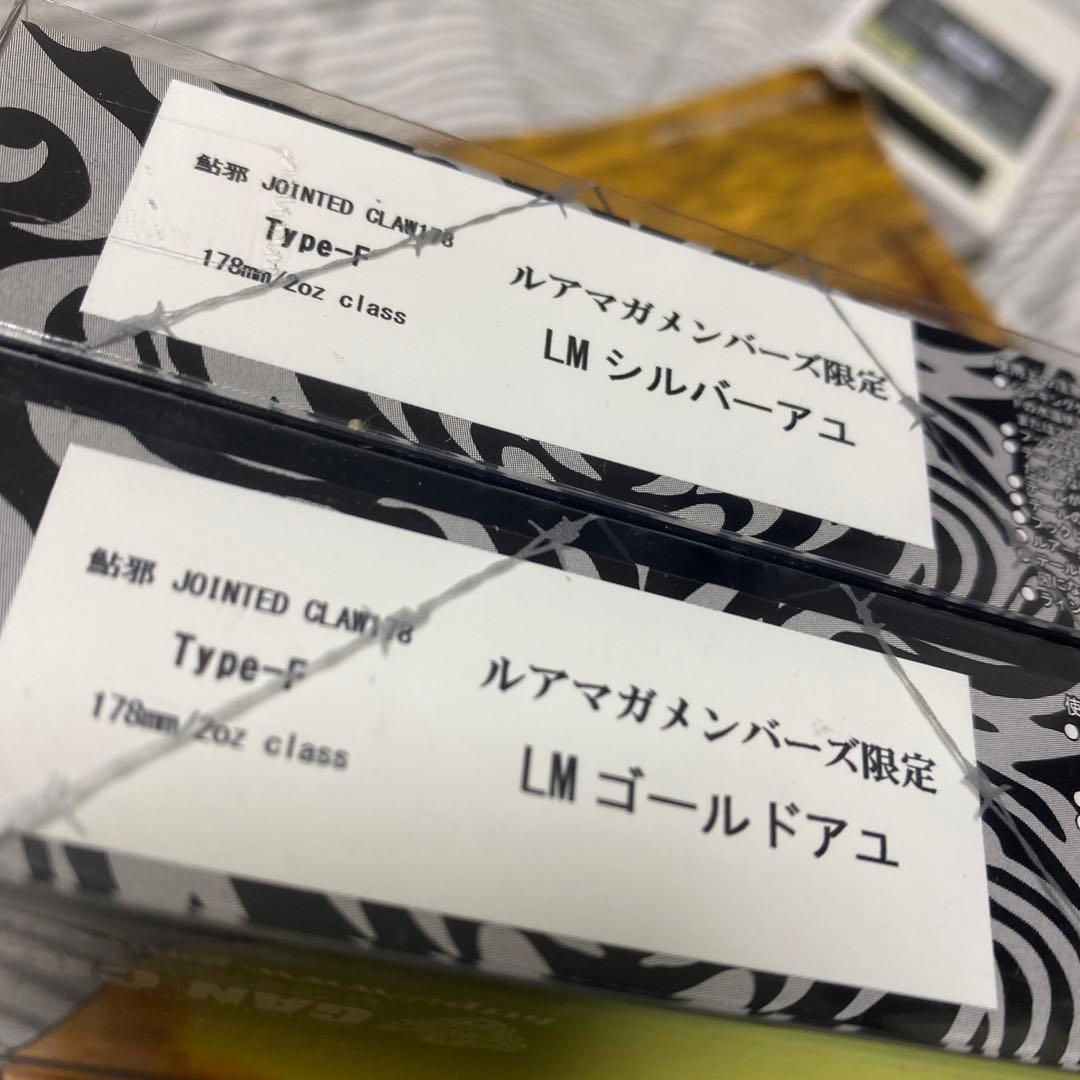 鮎邪 JOINTED CLAW178
Type-F
178mm/2oz class
ルアマガメンバーズ限定
LM シルバーアユ
鮎邪 JOINTED CLAW178
Type-F
178mm/2oz class
ルアマガメンバーズ限定
LM ゴールドアユ
GAN